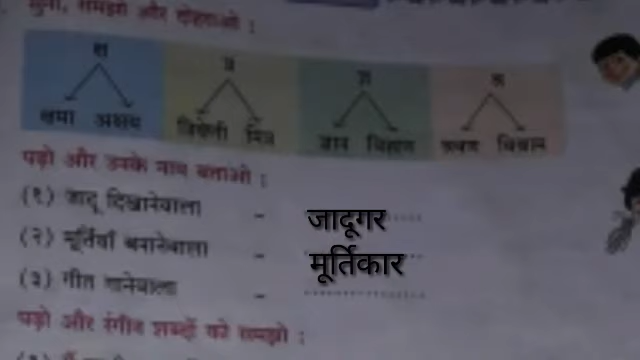 सुनो, समझो और दोहराओ :
क्ष त्र ज्ञ श्र
क्षमा अक्षय त्रिवेणी मित्र ज्ञान विज्ञान श्रवण विश्राम
पढ़ो और उनके नाम बताओ :
(१) जादू दिखानेवाला - जादूगर
(२) मूर्तियाँ बनानेवाला - मूर्तिकार
(३) गीत गानेवाला -
पढ़ो और रंगीन शब्दों को समझो :